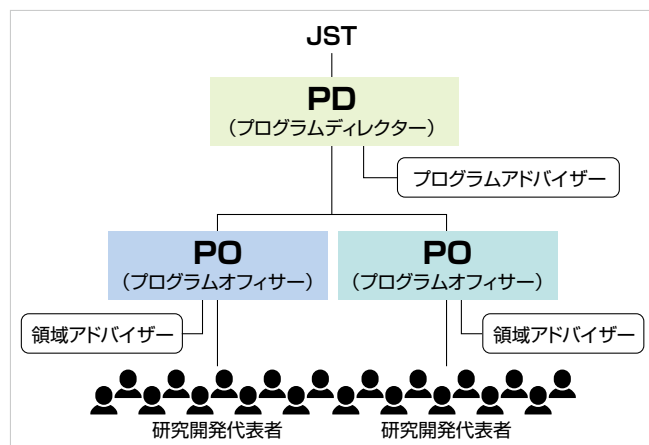 JST
PD
(プログラムディレクター)
プログラムアドバイザー
PO
(プログラムオフィサー)
PO
(プログラムオフィサー)
領域アドバイザー
領域アドバイザー
研究開発代表者
研究開発代表者